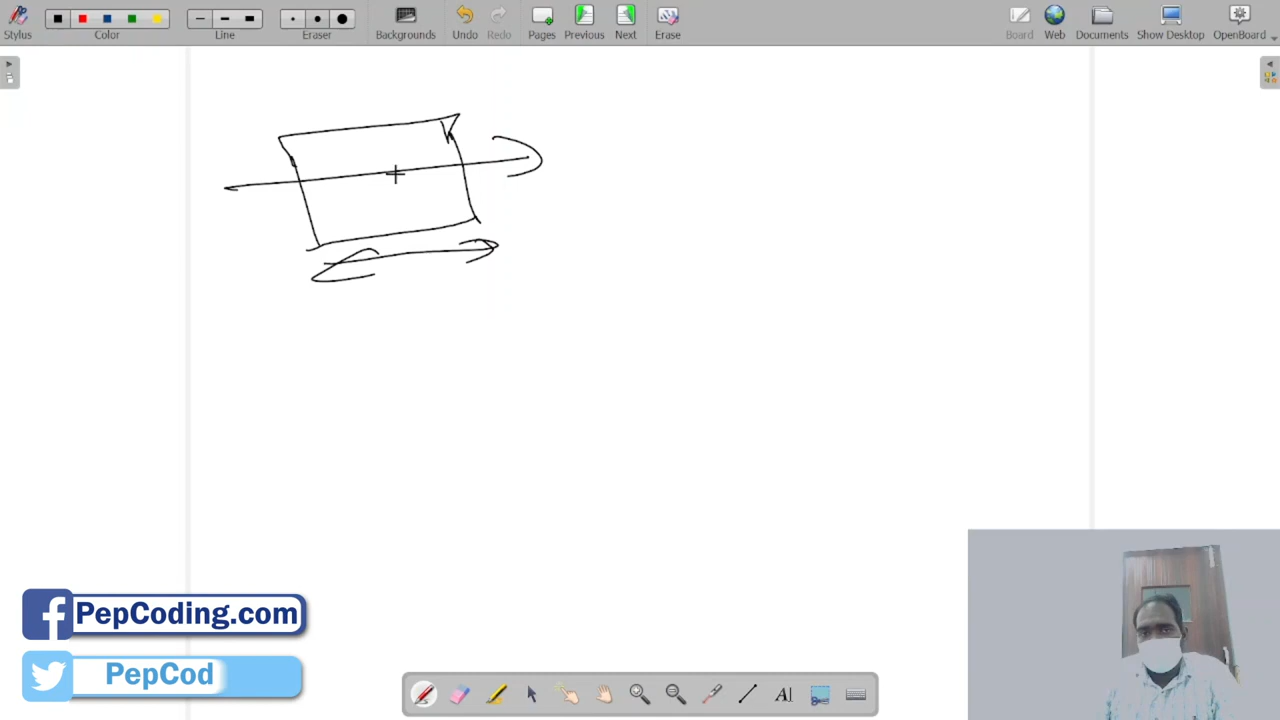 Stylus
Color
Line
Eraser
Backgrounds
Undo
Redo
Pages
Previous
Next
Erase
Board
Web
Documents
Show Desktop
OpenBoard
PepCoding.com
PepCod
A